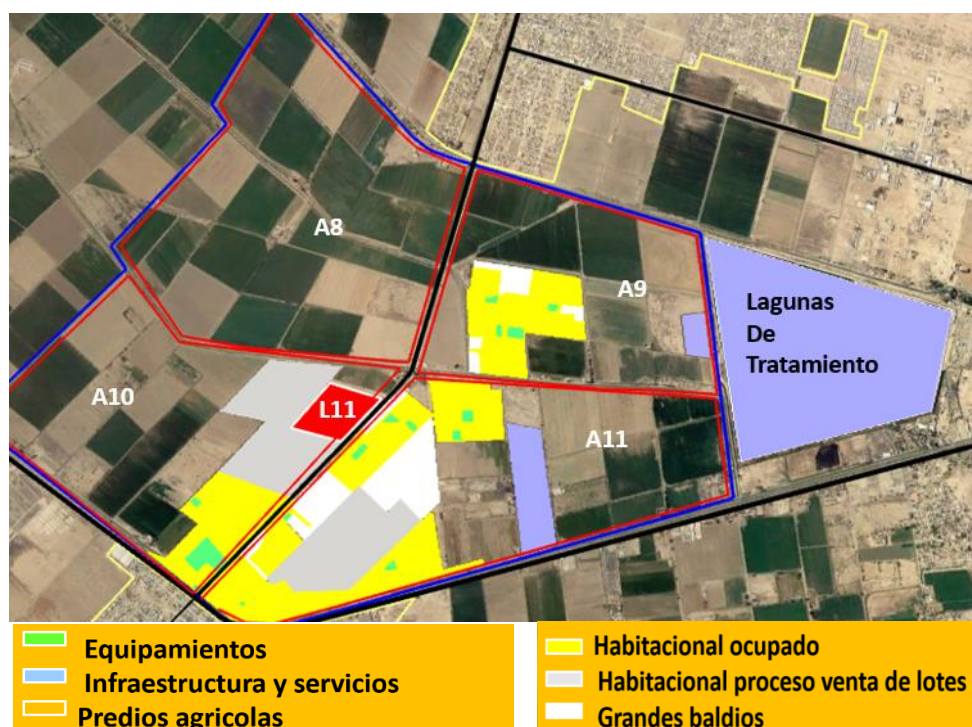 A8
A9
Lagunas
De
Tratamiento
A10
L11
A11
Equipamientos
Infraestructura y servicios
Predios agricolas
Habitacional ocupado
Habitacional proceso venta de lotes
Grandes baldios